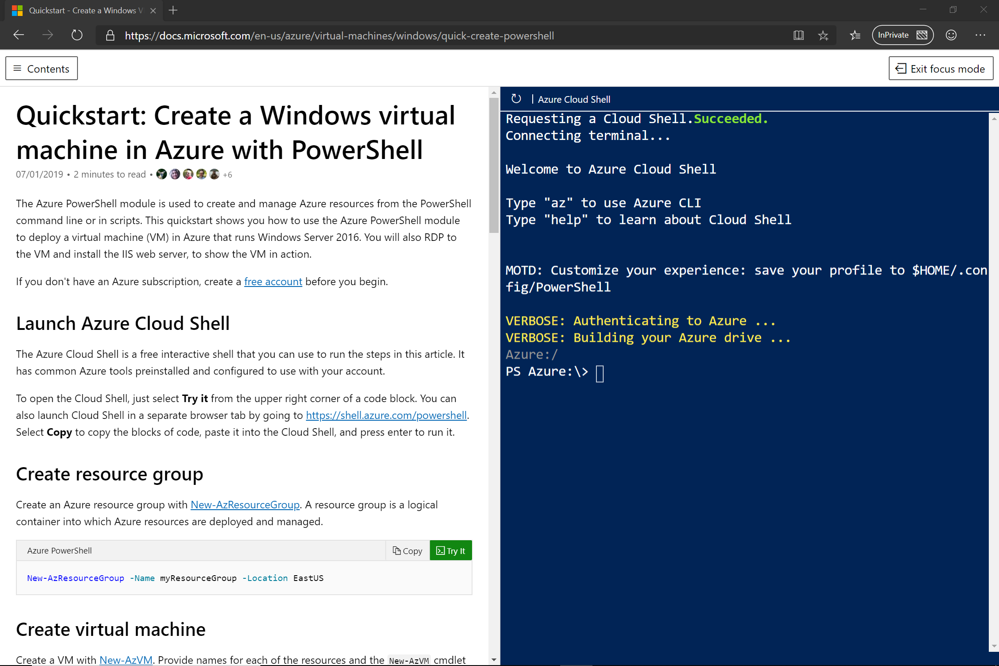 Quickstart - Create a Windows V
https://docs.microsoft.com/en-us/azure/virtual-machines/windows/quick-create-powershell
InPrivate
Contents
Exit focus mode
Quickstart: Create a Windows virtual
machine in Azure with PowerShell
07/01/2019 • 2 minutes to read • +6
The Azure PowerShell module is used to create and manage Azure resources from the PowerShell
command line or in scripts. This quickstart shows you how to use the Azure PowerShell module
to deploy a virtual machine (VM) in Azure that runs Windows Server 2016. You will also RDP to
the VM and install the IIS web server, to show the VM in action.
If you don't have an Azure subscription, create a free account before you begin.
Launch Azure Cloud Shell
The Azure Cloud Shell is a free interactive shell that you can use to run the steps in this article. It
has common Azure tools preinstalled and configured to use with your account.
To open the Cloud Shell, just select Try it from the upper right corner of a code block. You can
also launch Cloud Shell in a separate browser tab by going to https://shell.azure.com/powershell.
Select Copy to copy the blocks of code, paste it into the Cloud Shell, and press enter to run it.
Create resource group
Create an Azure resource group with New-AzResourceGroup. A resource group is a logical
container into which Azure resources are deployed and managed.
Azure PowerShell Copy Try It
New-AzResourceGroup -Name myResourceGroup -Location EastUS
Create virtual machine
Create a VM with New-AzVM. Provide names for each of the resources and the New-AzVM cmdlet
| Azure Cloud Shell
Requesting a Cloud Shell.Succeeded.
Connecting terminal...
Welcome to Azure Cloud Shell
Type "az" to use Azure CLI
Type "help" to learn about Cloud Shell
MOTD: Customize your experience: save your profile to $HOME/.con
fig/PowerShell
VERBOSE: Authenticating to Azure ...
VERBOSE: Building your Azure drive ...
Azure:/
PS Azure:\>